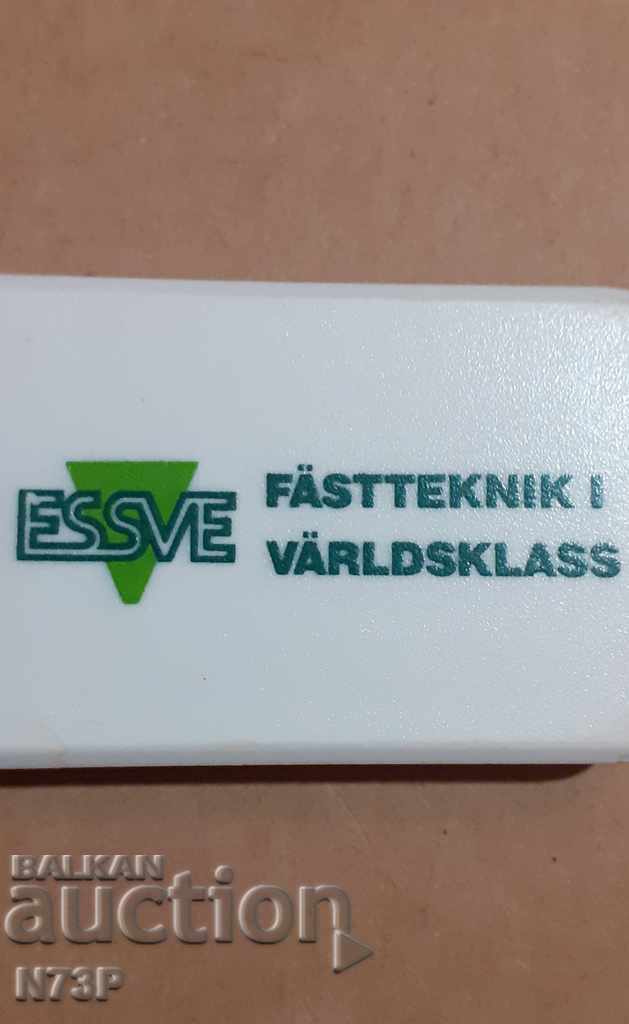 ESSVE
FÄSTTEKNIK I
VÄRLDSKLASS
BALKAN
auction
N73P